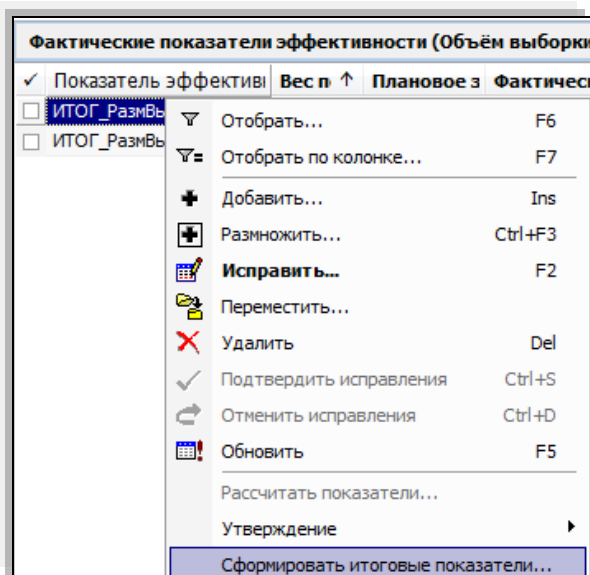 Фактические показатели эффективности (Объём выборки
✓ Показатель эффективн Вес п ↑ Плановое з Фактичес
ИТОГ_РазмВы
ИТОГ_РазмВы
Отобрать... F6
Отобрать по колонке... F7
Добавить... Ins
Размножить... Ctrl+F3
Исправить... F2
Переместить...
Удалить Del
Подтвердить исправления Ctrl+S
Отменить исправления Ctrl+D
Обновить F5
Рассчитать показатели...
Утверждение
Сформировать итоговые показатели...